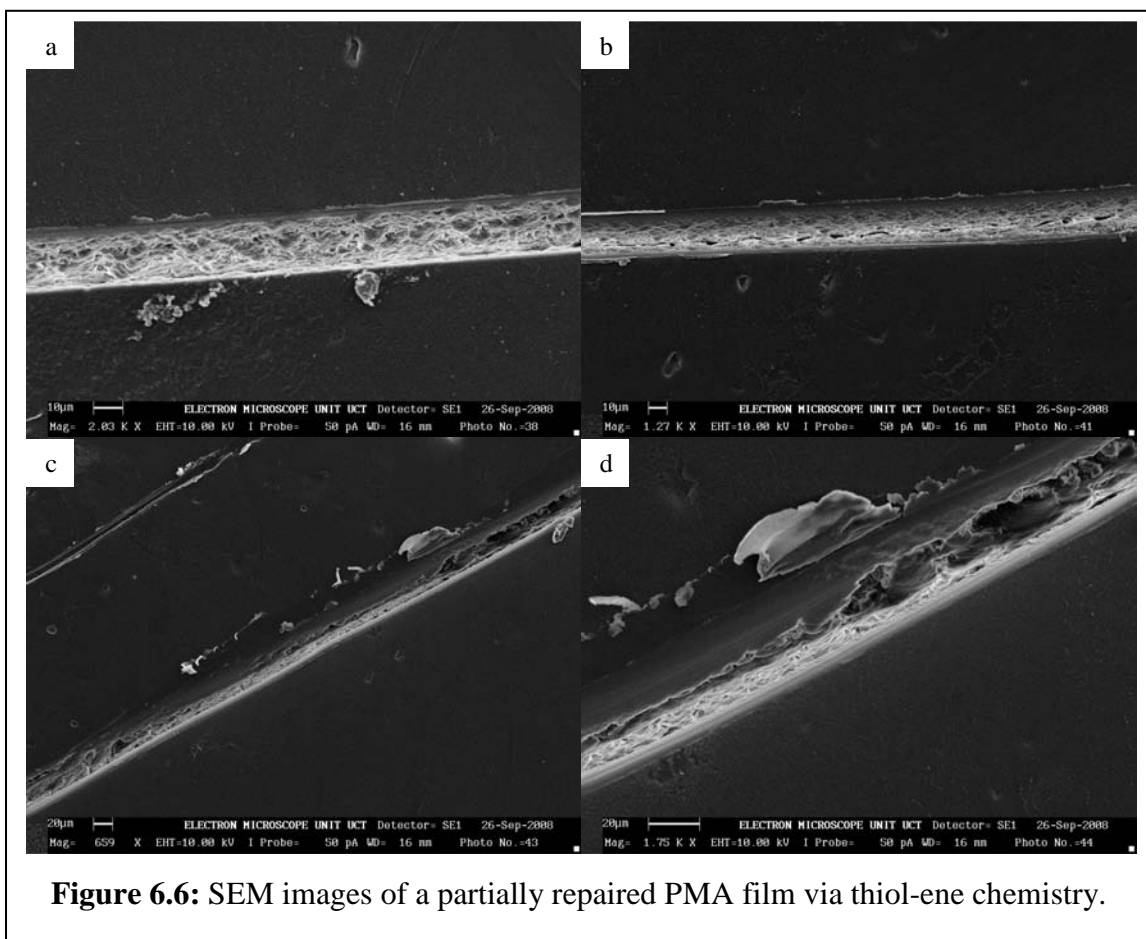 a
b
10µm ELECTRON MICROSCOPE UNIT UCT Detector= SE1 26-Sep-2008
Mag= 2.03 K X EHT=10.00 kV I Probe= 50 pA WD= 16 mm Photo No.=38
10µm ELECTRON MICROSCOPE UNIT UCT Detector= SE1 26-Sep-2008
Mag= 1.27 K X EHT=10.00 kV I Probe= 50 pA WD= 16 mm Photo No.=41
c
d
20µm ELECTRON MICROSCOPE UNIT UCT Detector= SE1 26-Sep-2008
Mag= 659 X EHT=10.00 kV I Probe= 50 pA WD= 16 mm Photo No.=43
20µm ELECTRON MICROSCOPE UNIT UCT Detector= SE1 26-Sep-2008
Mag= 1.75 K X EHT=10.00 kV I Probe= 50 pA WD= 16 mm Photo No.=44
Figure 6.6: SEM images of a partially repaired PMA film via thiol-ene chemistry.